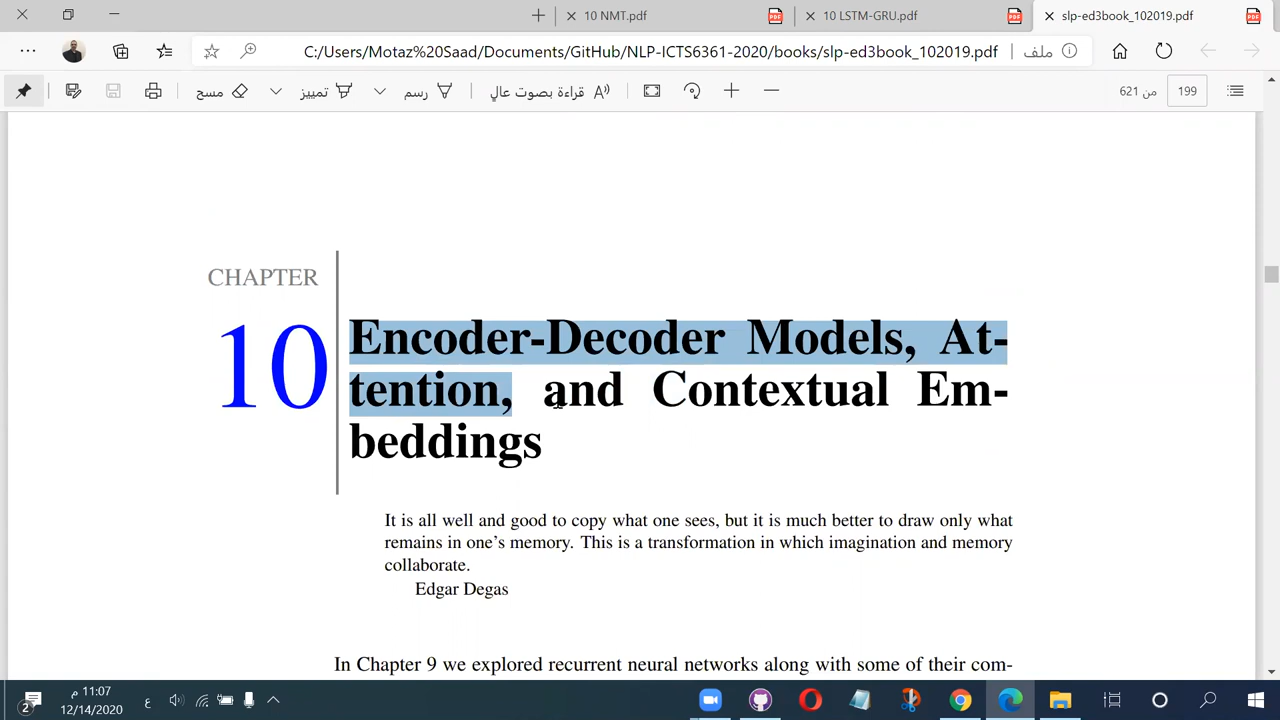 10 NMT.pdf
10 LSTM-GRU.pdf
slp-ed3book_102019.pdf
C:/Users/Motaz%20Saad/Documents/GitHub/NLP-ICTS6361-2020/books/slp-ed3book_102019.pdf
ملف
مسح
تمييز
رسم
قراءة بصوت عالٍ
من 621
199
CHAPTER
10
Encoder-Decoder Models, At-
tention, and Contextual Em-
beddings
It is all well and good to copy what one sees, but it is much better to draw only what
remains in one's memory. This is a transformation in which imagination and memory
collaborate.
Edgar Degas
In Chapter 9 we explored recurrent neural networks along with some of their com-
2
11:07 م
12/14/2020
ع